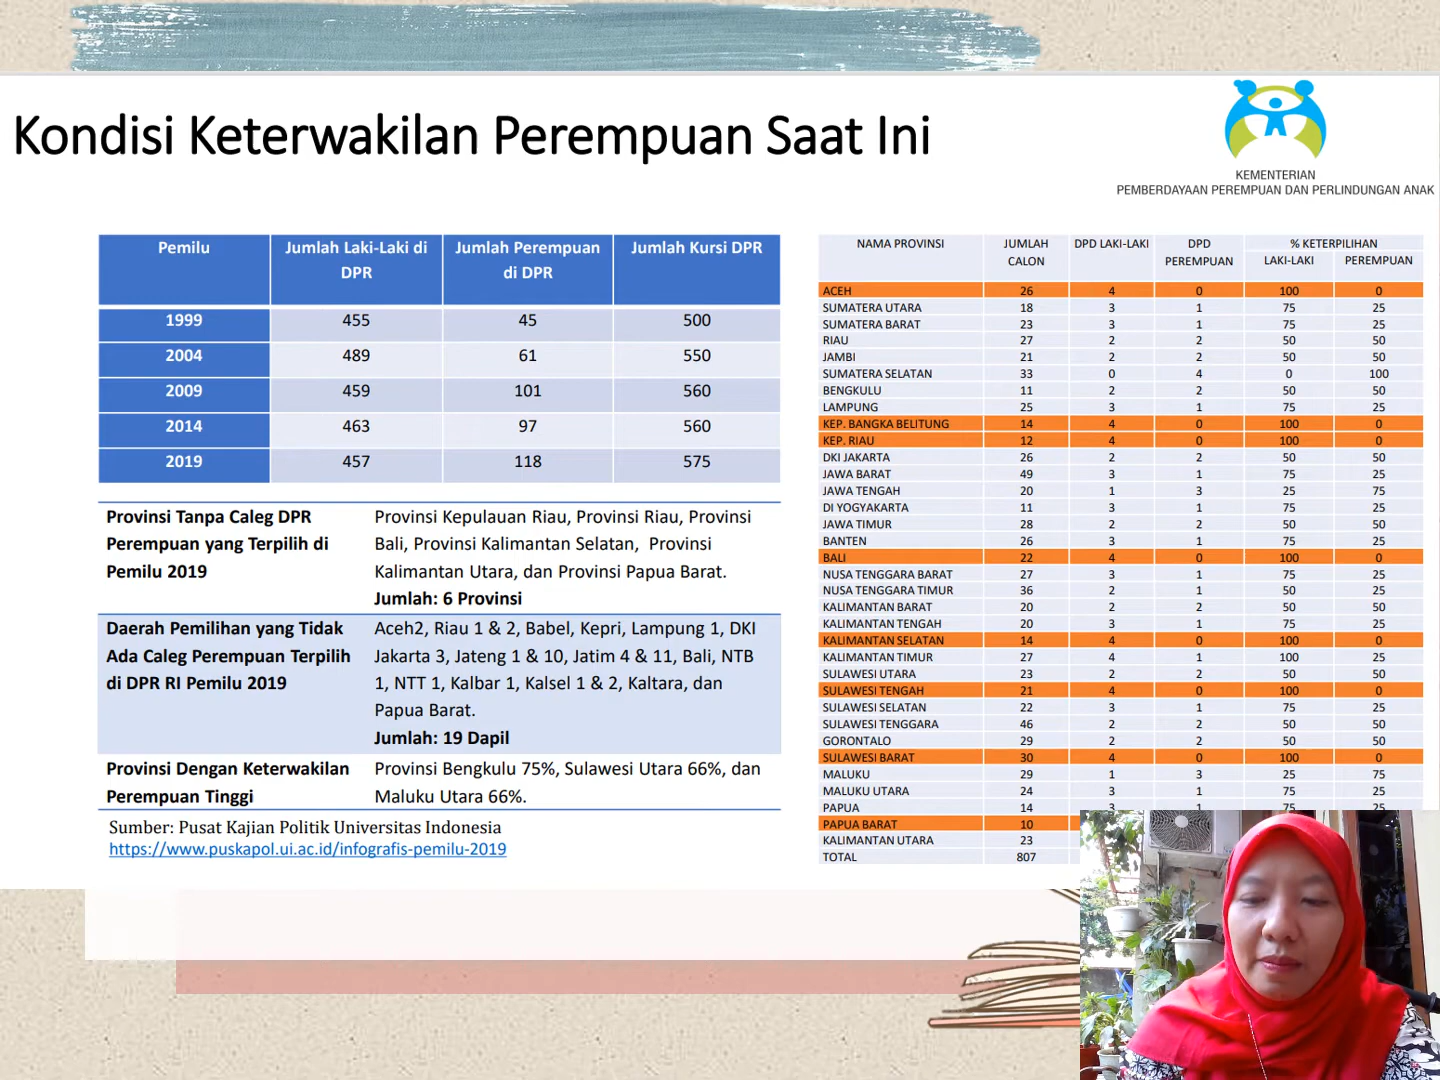 Kondisi Keterwakilan Perempuan Saat Ini
KEMENTERIAN
PEMBERDAYAAN PEREMPUAN DAN PERLINDUNGAN ANAK
Pemilu Jumlah Laki-Laki di DPR Jumlah Perempuan di DPR Jumlah Kursi DPR
1999 455 45 500
2004 489 61 550
2009 459 101 560
2014 463 97 560
2019 457 118 575
Provinsi Tanpa Caleg DPR
Perempuan yang Terpilih di
Pemilu 2019
Provinsi Kepulauan Riau, Provinsi Riau, Provinsi
Bali, Provinsi Kalimantan Selatan, Provinsi
Kalimantan Utara, dan Provinsi Papua Barat.
Jumlah: 6 Provinsi
Daerah Pemilihan yang Tidak
Ada Caleg Perempuan Terpilih
di DPR RI Pemilu 2019
Aceh2, Riau 1 & 2, Babel, Kepri, Lampung 1, DKI
Jakarta 3, Jateng 1 & 10, Jatim 4 & 11, Bali, NTB
1, NTT 1, Kalbar 1, Kalsel 1 & 2, Kaltara, dan
Papua Barat.
Jumlah: 19 Dapil
Provinsi Dengan Keterwakilan
Perempuan Tinggi
Provinsi Bengkulu 75%, Sulawesi Utara 66%, dan
Maluku Utara 66%.
Sumber: Pusat Kajian Politik Universitas Indonesia
https://www.puskapol.ui.ac.id/infografis-pemilu-2019
NAMA PROVINSI JUMLAH CALON DPD LAKI-LAKI DPD PEREMPUAN % KETERPILIHAN
LAKI-LAKI PEREMPUAN
ACEH 26 4 0 100 0
SUMATERA UTARA 18 3 1 75 25
SUMATERA BARAT 23 3 1 75 25
RIAU 27 2 2 50 50
JAMBI 21 2 2 50 50
SUMATERA SELATAN 33 0 4 0 100
BENGKULU 11 2 2 50 50
LAMPUNG 25 3 1 75 25
KEP. BANGKA BELITUNG 14 4 0 100 0
KEP. RIAU 12 4 0 100 0
DKI JAKARTA 26 2 2 50 50
JAWA BARAT 49 3 1 75 25
JAWA TENGAH 20 1 3 25 75
DI YOGYAKARTA 11 3 1 75 25
JAWA TIMUR 28 2 2 50 50
BANTEN 26 3 1 75 25
BALI 22 4 0 100 0
NUSA TENGGARA BARAT 27 3 1 75 25
NUSA TENGGARA TIMUR 36 2 1 50 25
KALIMANTAN BARAT 20 2 2 50 50
KALIMANTAN TENGAH 20 3 1 75 25
KALIMANTAN SELATAN 14 4 0 100 0
KALIMANTAN TIMUR 27 4 1 100 25
SULAWESI UTARA 23 2 2 50 50
SULAWESI TENGAH 21 4 0 100 0
SULAWESI SELATAN 22 3 1 75 25
SULAWESI TENGGARA 46 2 2 50 50
GORONTALO 29 2 2 50 50
SULAWESI BARAT 30 4 0 100 0
MALUKU 29 1 3 25 75
MALUKU UTARA 24 3 1 75 25
PAPUA 14 3 1 75 25
PAPUA BARAT 10
KALIMANTAN UTARA 23
TOTAL 807